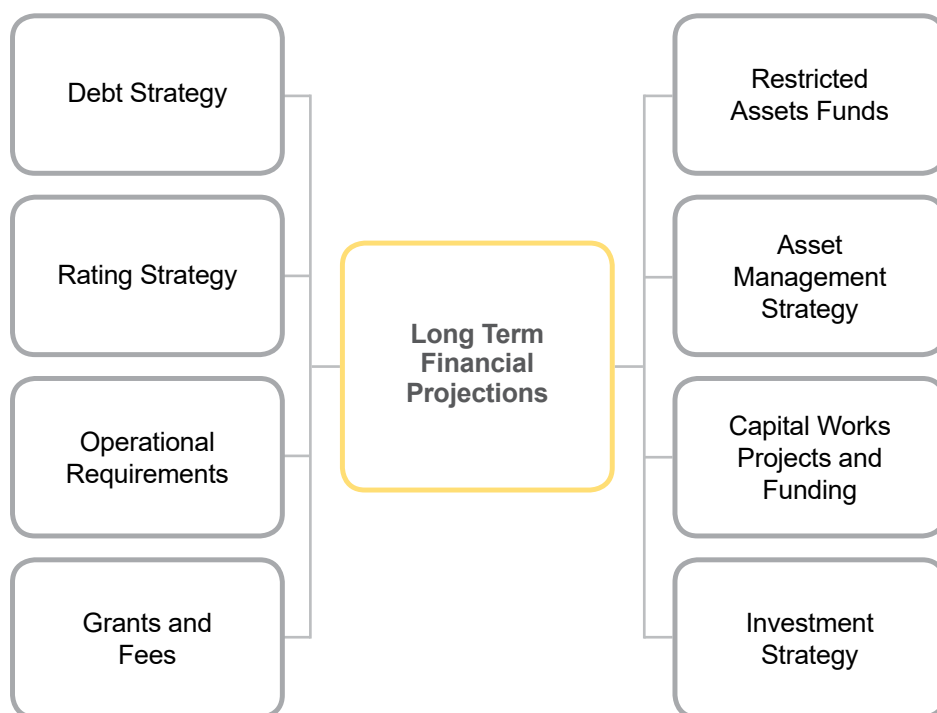 Debt Strategy
Rating Strategy
Operational
Requirements
Grants and
Fees
Long Term
Financial
Projections
Restricted
Assets Funds
Asset
Management
Strategy
Capital Works
Projects and
Funding
Investment
Strategy